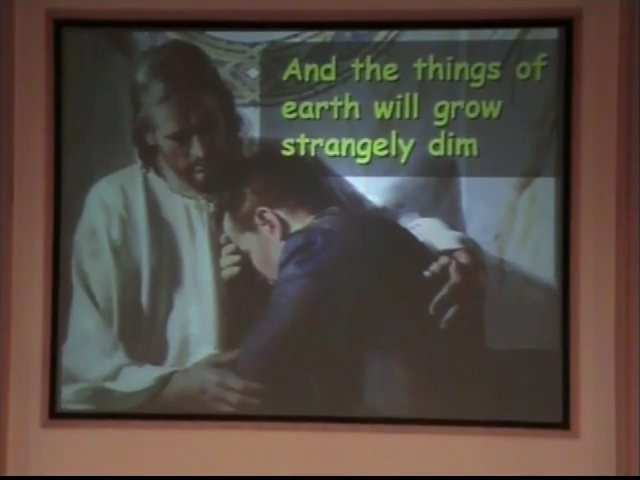 And the things of
earth will grow
strangely dim